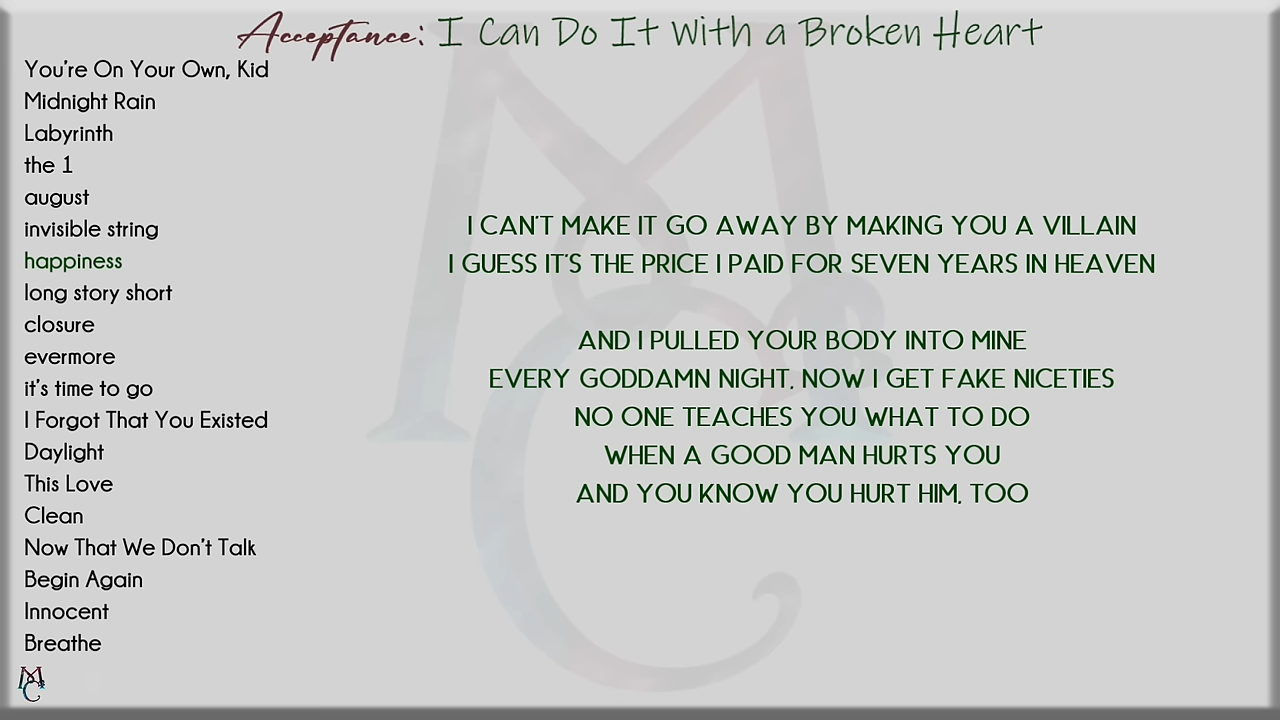 Acceptance: I Can Do It With a Broken Heart
You're On Your Own, Kid
Midnight Rain
Labyrinth
the 1
august
invisible string
happiness
long story short
closure
evermore
it's time to go
I Forgot That You Existed
Daylight
This Love
Clean
Now That We Don't Talk
Begin Again
Innocent
Breathe
I CAN'T MAKE IT GO AWAY BY MAKING YOU A VILLAIN
I GUESS IT'S THE PRICE I PAID FOR SEVEN YEARS IN HEAVEN
AND I PULLED YOUR BODY INTO MINE
EVERY GODDAMN NIGHT, NOW I GET FAKE NICETIES
NO ONE TEACHES YOU WHAT TO DO
WHEN A GOOD MAN HURTS YOU
AND YOU KNOW YOU HURT HIM, TOO